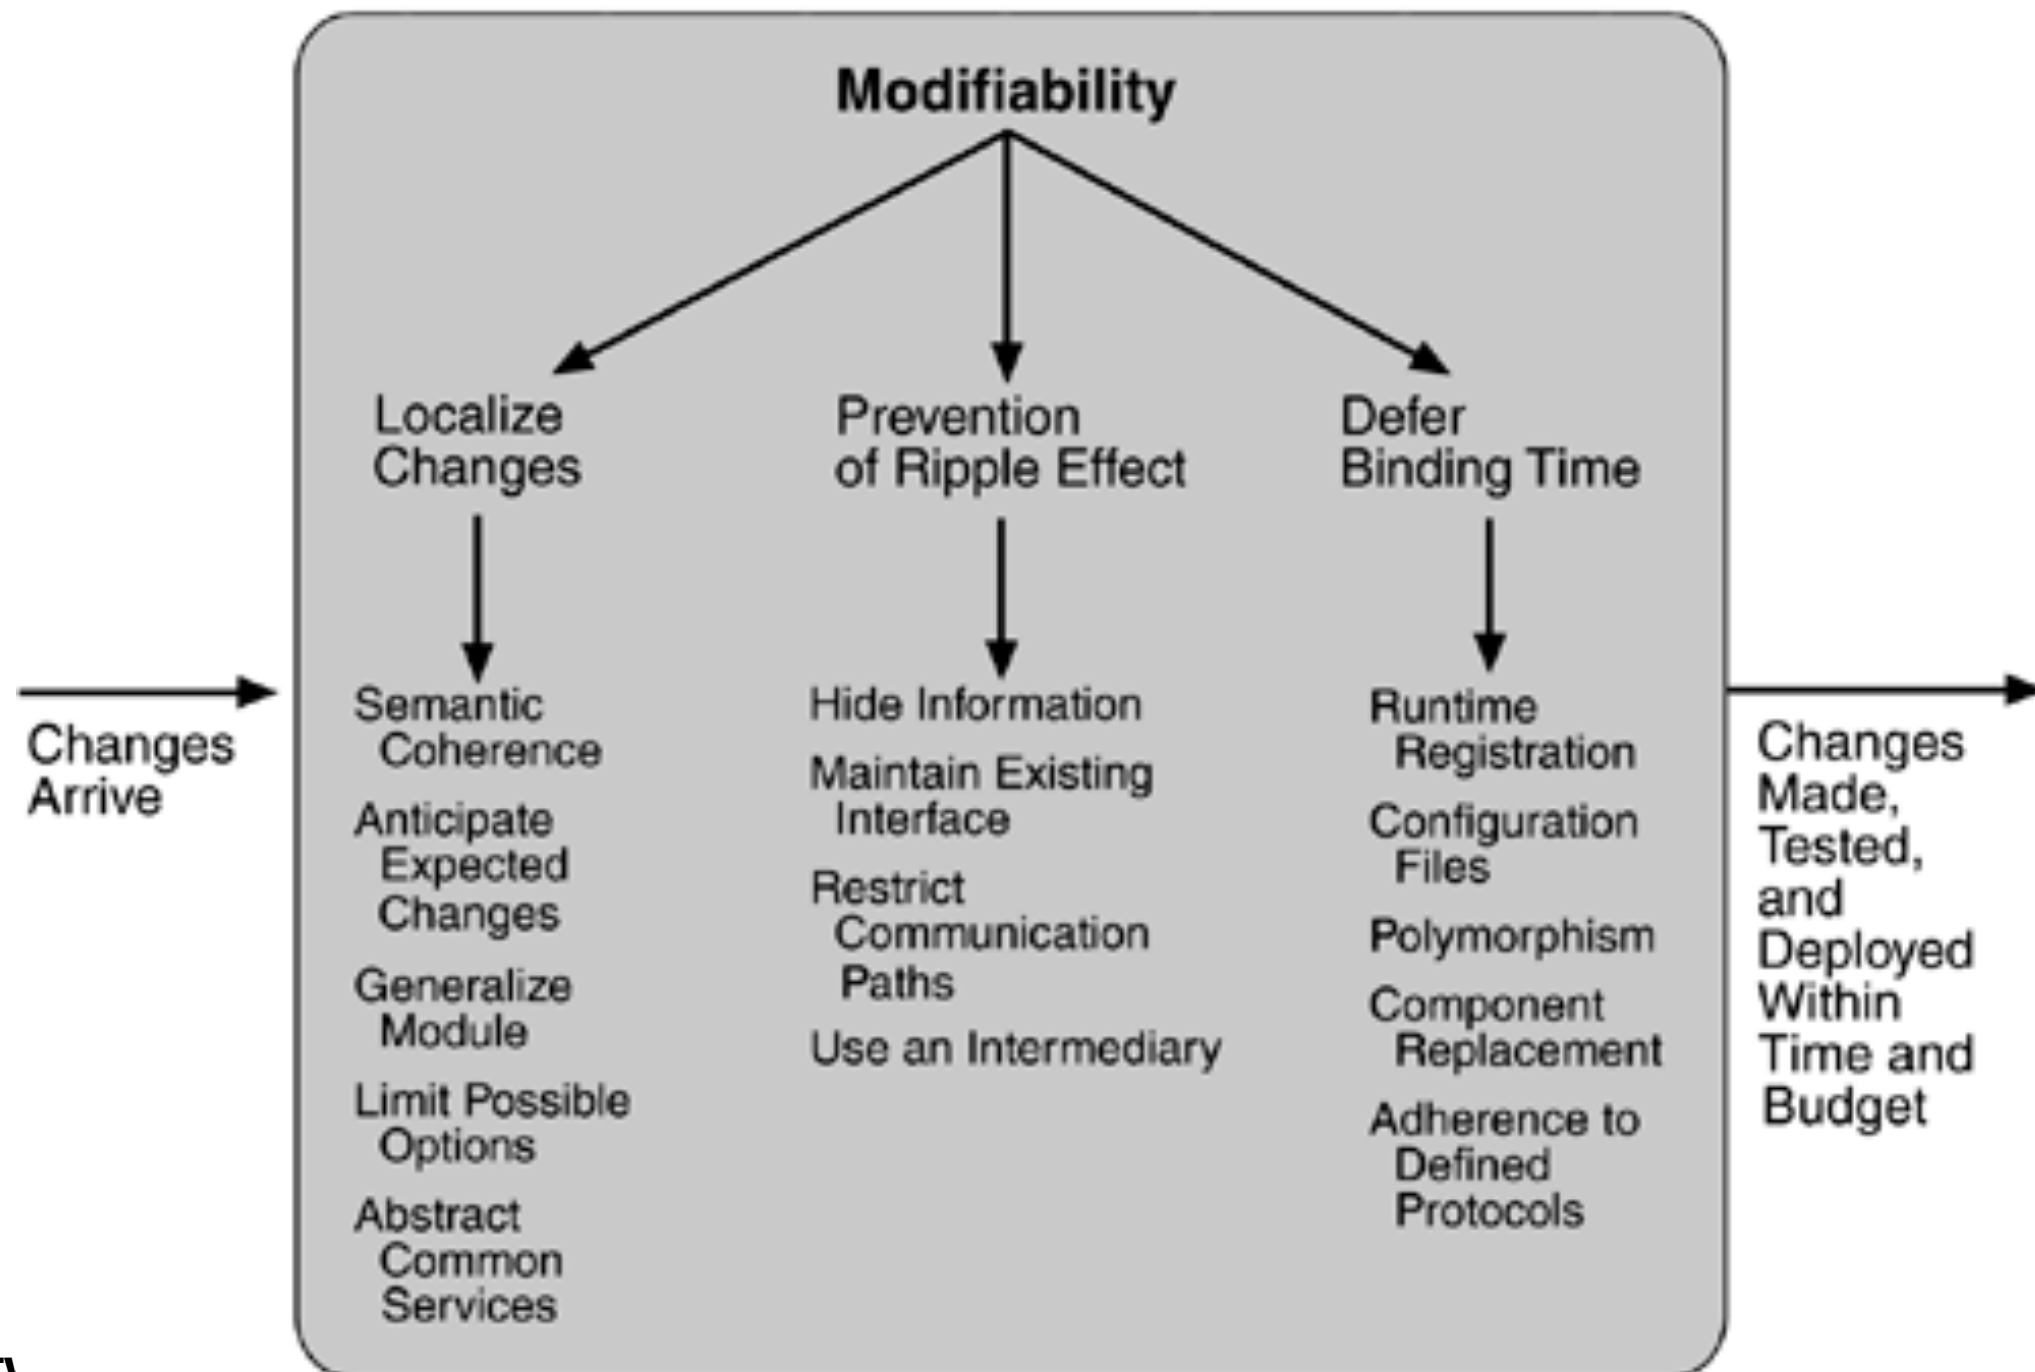 Modifiability
Localize
Changes
Prevention
of Ripple Effect
Defer
Binding Time
Changes
Arrive
Semantic
Coherence
Anticipate
Expected
Changes
Generalize
Module
Limit Possible
Options
Abstract
Common
Services
Hide Information
Maintain Existing
Interface
Restrict
Communication
Paths
Use an Intermediary
Runtime
Registration
Configuration
Files
Polymorphism
Component
Replacement
Adherence to
Defined
Protocols
Changes
Made,
Tested,
and
Deployed
Within
Time and
Budget